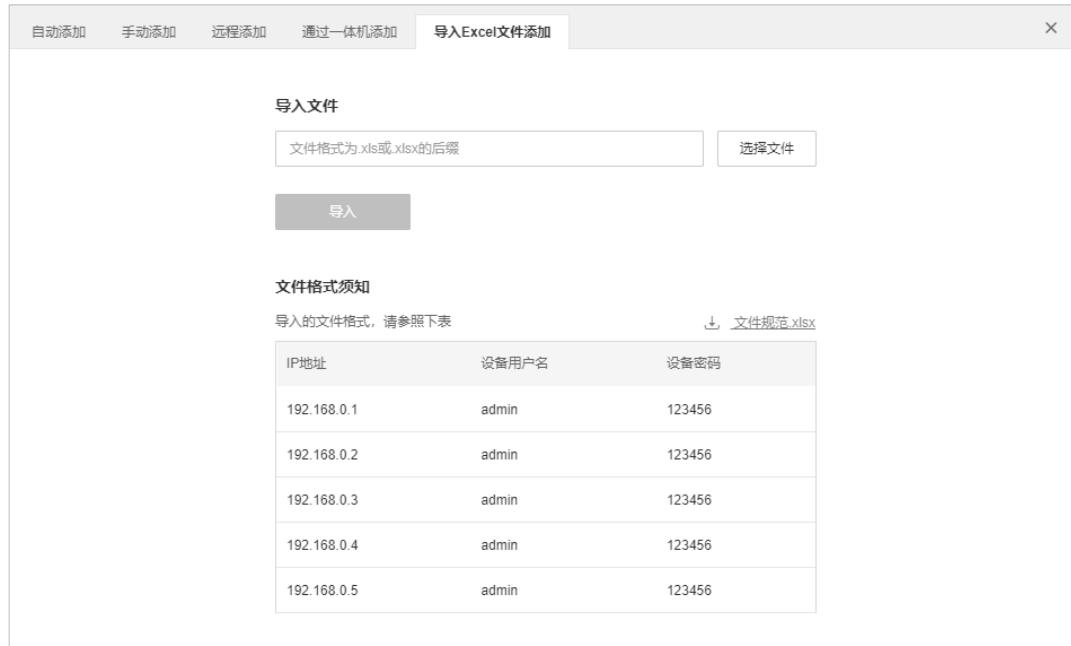 自动添加 手动添加 远程添加 通过一体机添加 导入Excel文件添加
导入文件
文件格式为.xls或.xlsx的后缀 选择文件
导入
文件格式须知
导入的文件格式，请参照下表 文件规范.xlsx
IP地址 设备用户名 设备密码
192.168.0.1 admin 123456
192.168.0.2 admin 123456
192.168.0.3 admin 123456
192.168.0.4 admin 123456
192.168.0.5 admin 123456